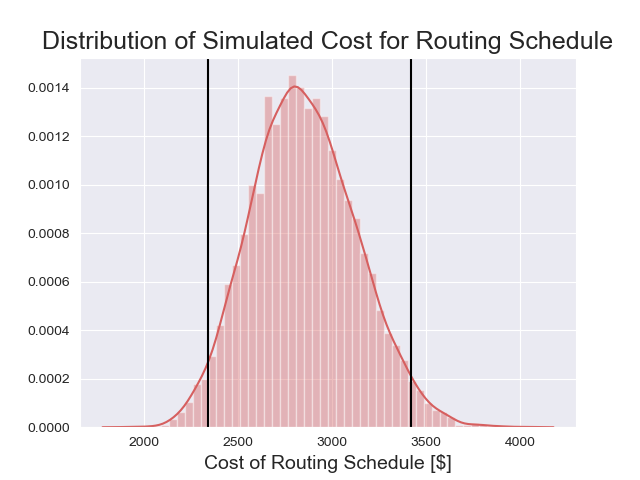 Distribution of Simulated Cost for Routing Schedule
0.0014
0.0012
0.0010
0.0008
0.0006
0.0004
0.0002
0.0000
2000 2500 3000 3500 4000
Cost of Routing Schedule [$]